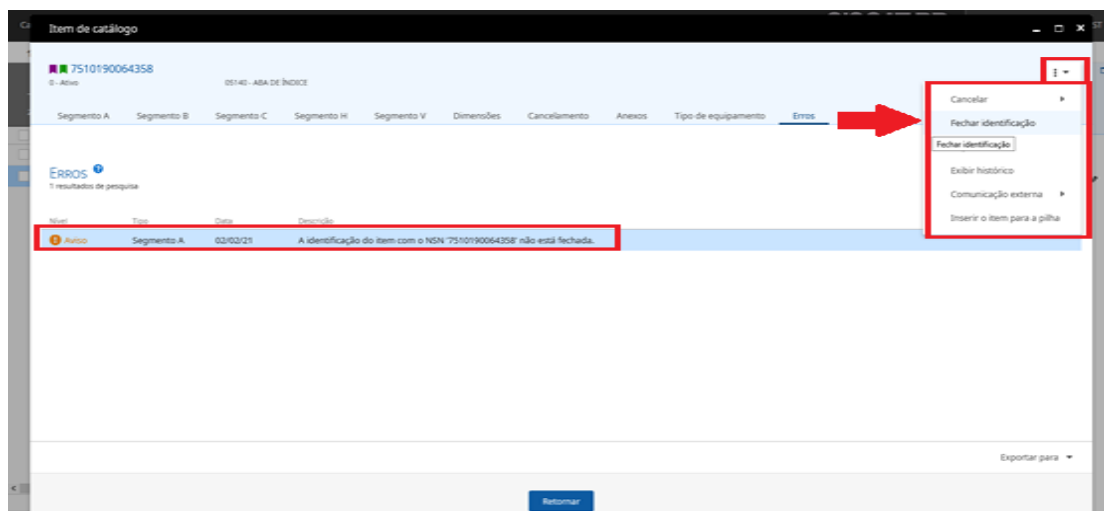 Item de catálogo
7510190064358
0 - Ativo
05140 - ABA DE ÍNDICE
Segmento A Segmento B Segmento C Segmento H Segmento V Dimensões Cancelamento Anexos Tipo de equipamento Erros
Cancelar
Fechar identificação
Fechar identificação
Exibir histórico
Comunicação externa
Inserir o item para a pilha
ERROS
1 resultados de pesquisa
Nível Tipo Data Descrição
Aviso Segmento A 02/02/21 A identificação do item com o NSN '7510190064358' não está fechada.
Exportar para
Retornar